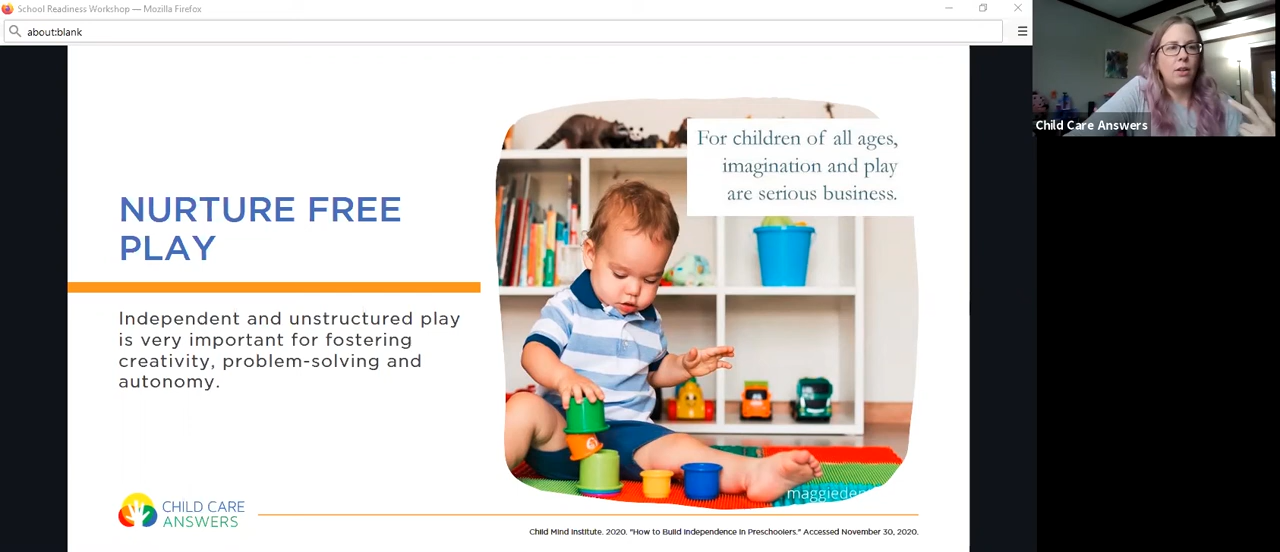 School Readiness Workshop — Mozilla Firefox
about:blank
Child Care Answers
For children of all ages,
imagination and play
are serious business.
NURTURE FREE
PLAY
Independent and unstructured play
is very important for fostering
creativity, problem-solving and
autonomy.
CHILD CARE
ANSWERS
Child Mind Institute. 2020. "How to Build Independence in Preschoolers." Accessed November 30, 2020.